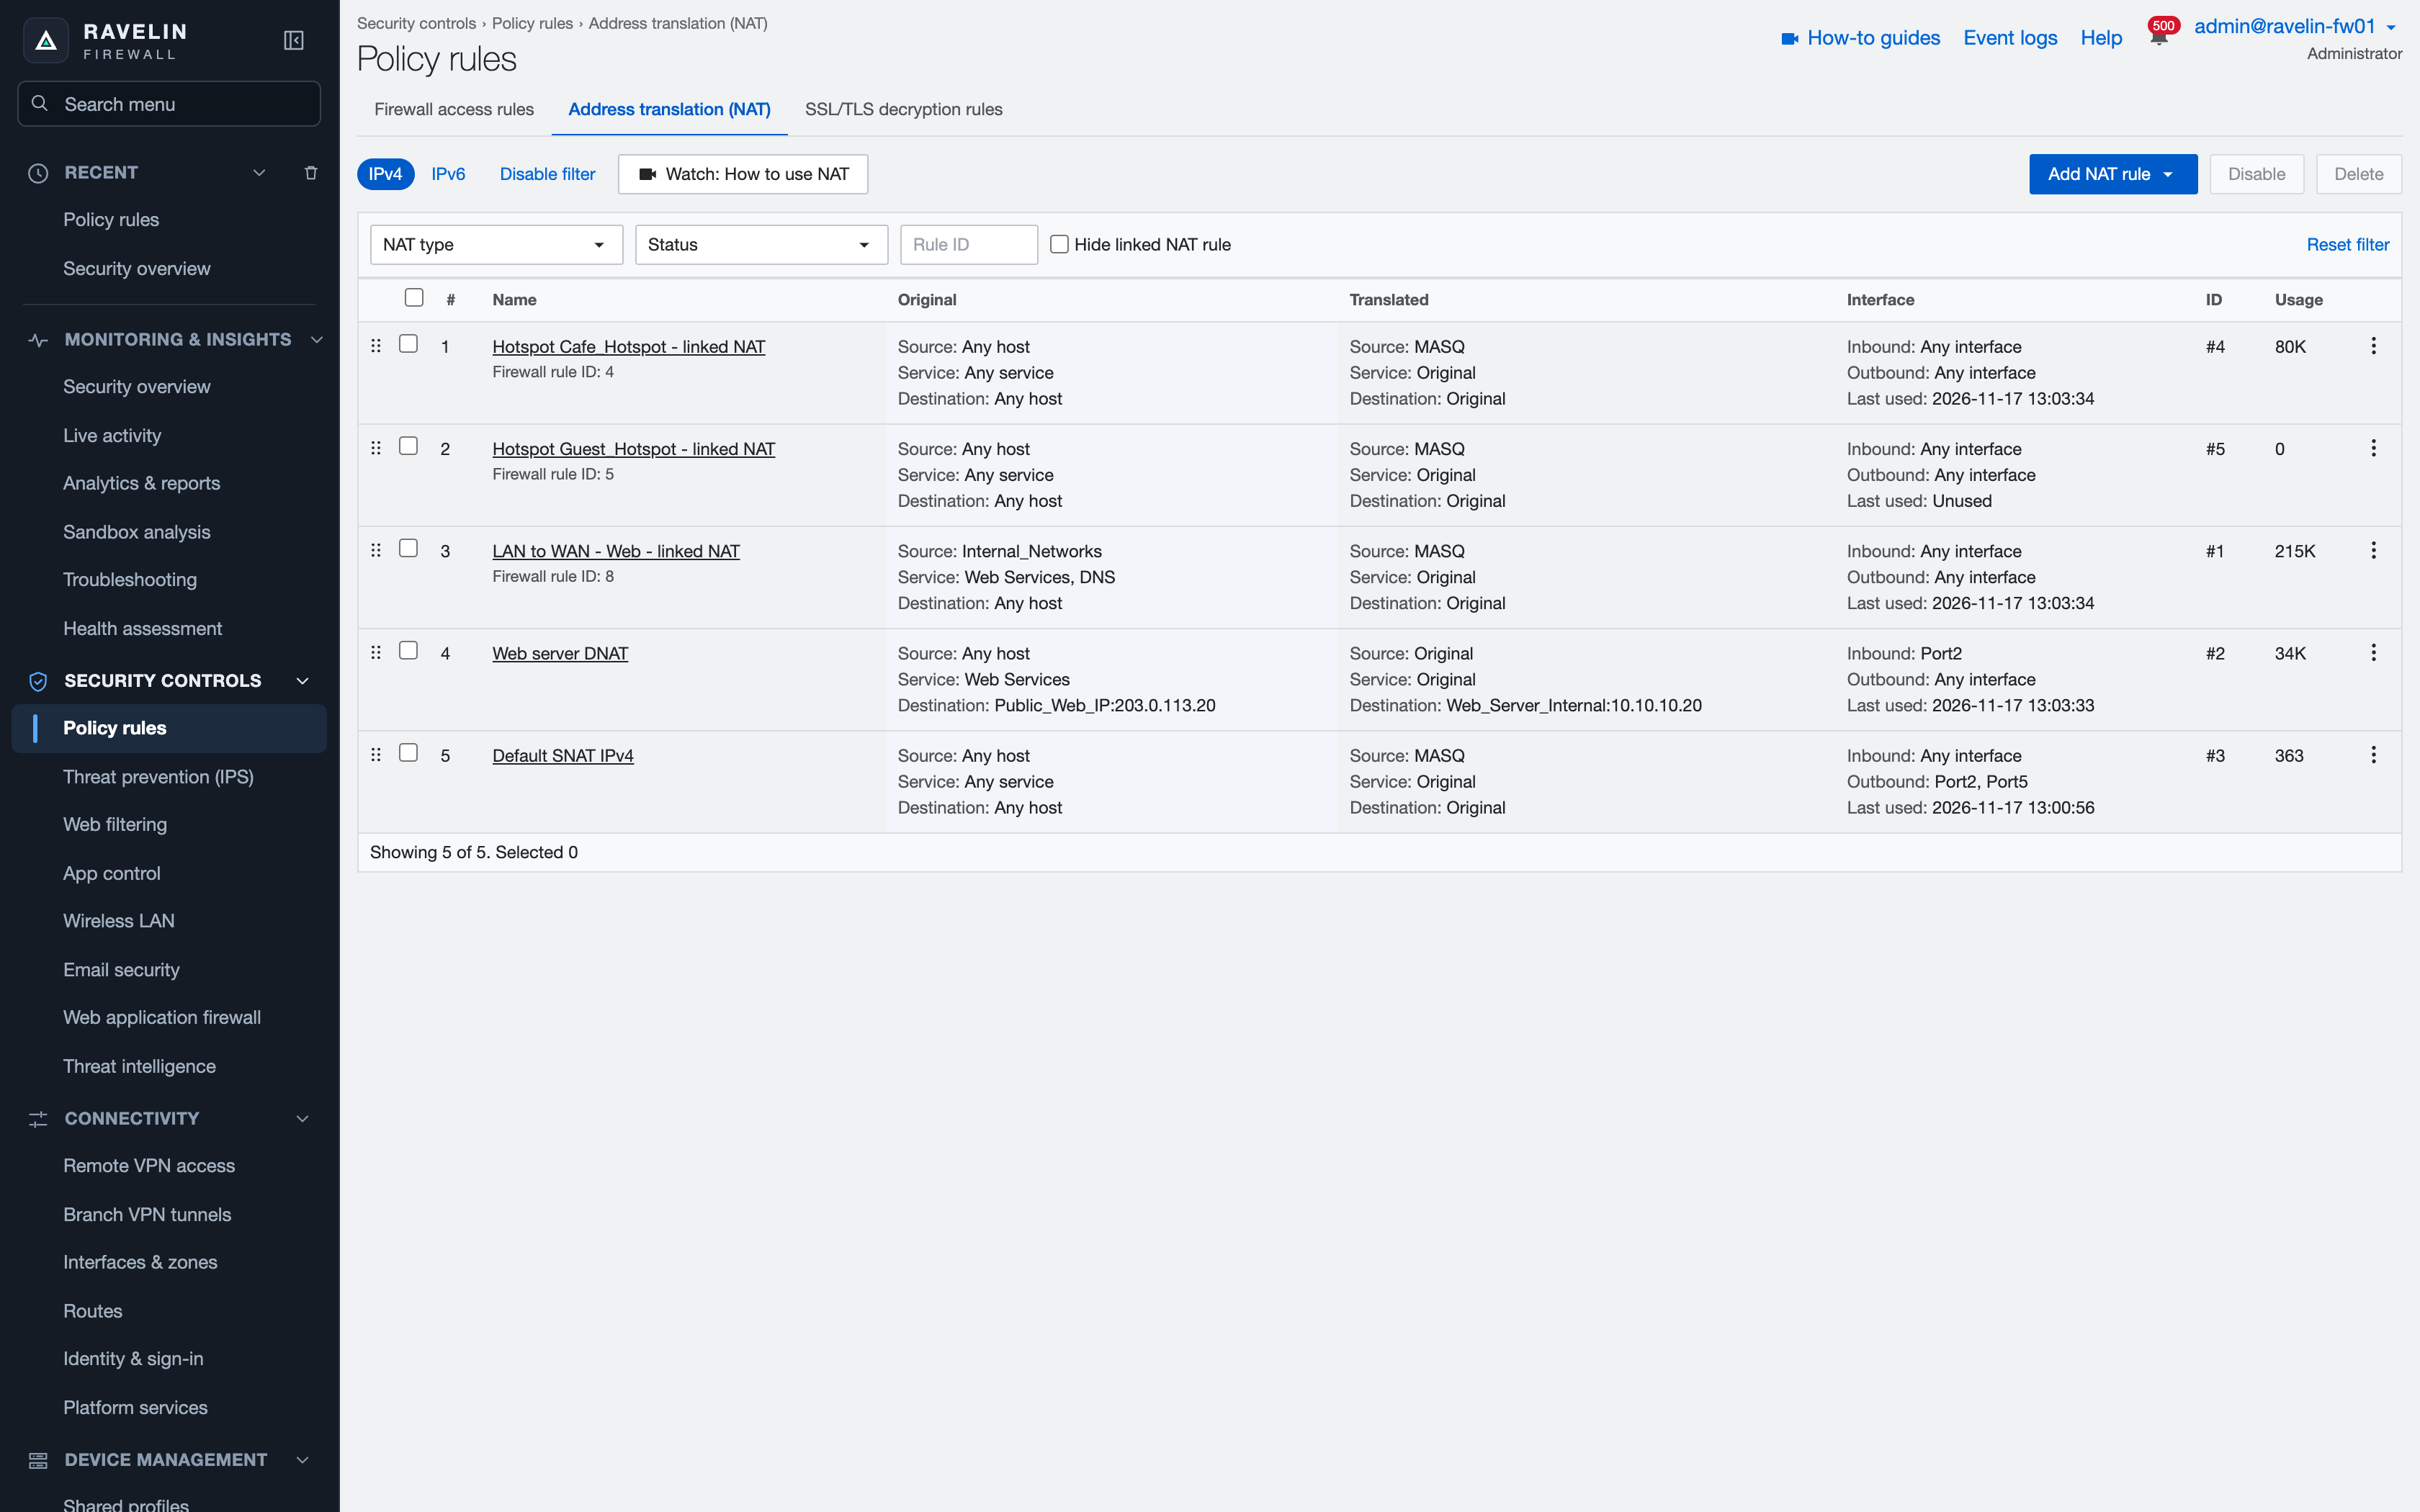 RAVELIN
FIREWALL
Search menu
RECENT
Policy rules
Security overview
MONITORING & INSIGHTS
Security overview
Live activity
Analytics & reports
Sandbox analysis
Troubleshooting
Health assessment
SECURITY CONTROLS
Policy rules
Threat prevention (IPS)
Web filtering
App control
Wireless LAN
Email security
Web application firewall
Threat intelligence
CONNECTIVITY
Remote VPN access
Branch VPN tunnels
Interfaces & zones
Routes
Identity & sign-in
Platform services
DEVICE MANAGEMENT
Shared profiles
Security controls › Policy rules › Address translation (NAT)
Policy rules
How-to guides Event logs Help 500 admin@ravelin-fw01
Administrator
Firewall access rules Address translation (NAT) SSL/TLS decryption rules
IPv4 IPv6 Disable filter Watch: How to use NAT Add NAT rule Disable Delete
NAT type Status Rule ID Hide linked NAT rule Reset filter
# Name Original Translated Interface ID Usage
1 Hotspot Cafe_Hotspot - linked NAT Source: Any host Source: MASQ Inbound: Any interface #4 80K
Firewall rule ID: 4 Service: Any service Service: Original Outbound: Any interface
Destination: Any host Destination: Original Last used: 2026-11-17 13:03:34
2 Hotspot Guest_Hotspot - linked NAT Source: Any host Source: MASQ Inbound: Any interface #5 0
Firewall rule ID: 5 Service: Any service Service: Original Outbound: Any interface
Destination: Any host Destination: Original Last used: Unused
3 LAN to WAN - Web - linked NAT Source: Internal_Networks Source: MASQ Inbound: Any interface #1 215K
Firewall rule ID: 8 Service: Web Services, DNS Service: Original Outbound: Any interface
Destination: Any host Destination: Original Last used: 2026-11-17 13:03:34
4 Web server DNAT Source: Any host Source: Original Inbound: Port2 #2 34K
Service: Web Services Service: Original Outbound: Any interface
Destination: Public_Web_IP:203.0.113.20 Destination: Web_Server_Internal:10.10.10.20 Last used: 2026-11-17 13:03:33
5 Default SNAT IPv4 Source: Any host Source: MASQ Inbound: Any interface #3 363
Service: Any service Service: Original Outbound: Port2, Port5
Destination: Any host Destination: Original Last used: 2026-11-17 13:00:56
Showing 5 of 5. Selected 0